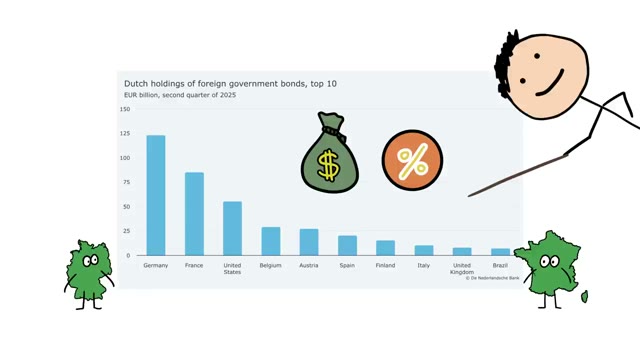 Dutch holdings of foreign government bonds, top 10
EUR billion, second quarter of 2025
150
125
100
75
50
25
0
$
%
Germany
France
United
States
Belgium
Austria
Spain
Finland
Italy
United
Kingdom
Brazil
© De Nederlandsche Bank